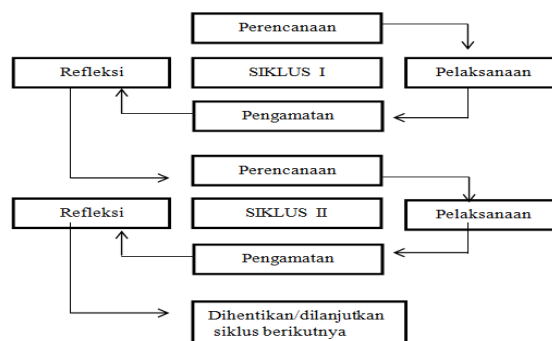 Perencanaan
Refleksi
SIKLUS I
Pelaksanaan
Pengamatan
Perencanaan
Refleksi
SIKLUS II
Pelaksanaan
Pengamatan
Dihentikan/dilanjutkan
siklus berikutnya